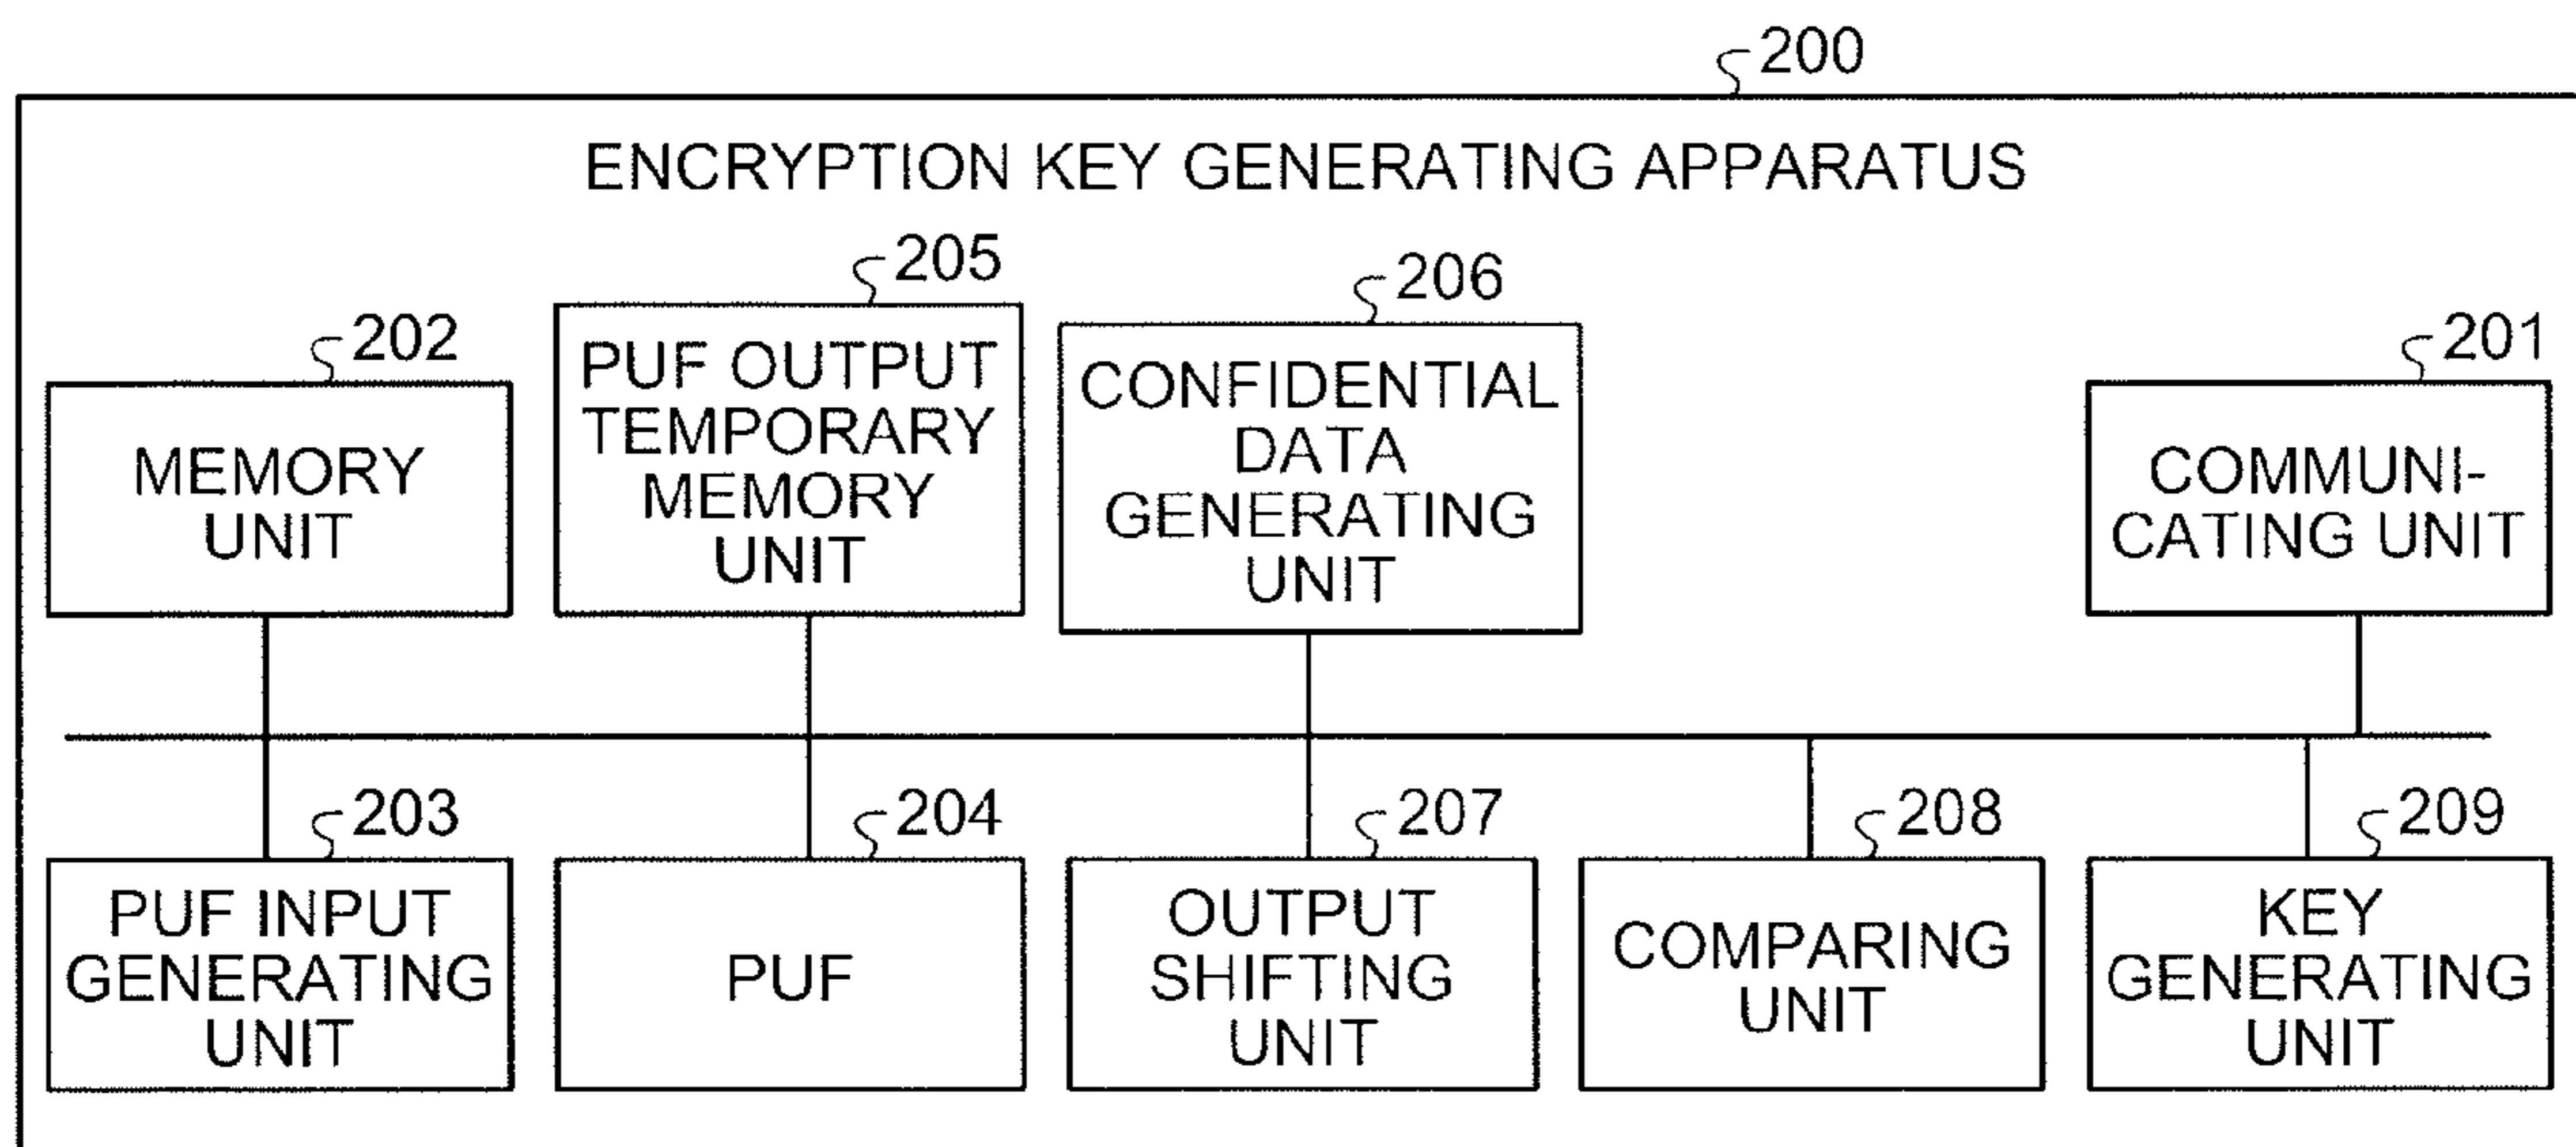 200
ENCRYPTION KEY GENERATING APPARATUS
202
MEMORY
UNIT
205
PUF OUTPUT
TEMPORARY
MEMORY
UNIT
206
CONFIDENTIAL
DATA
GENERATING
UNIT
201
COMMUNI-
CATING UNIT
203
PUF INPUT
GENERATING
UNIT
204
PUF
207
OUTPUT
SHIFTING
UNIT
208
COMPARING
UNIT
209
KEY
GENERATING
UNIT